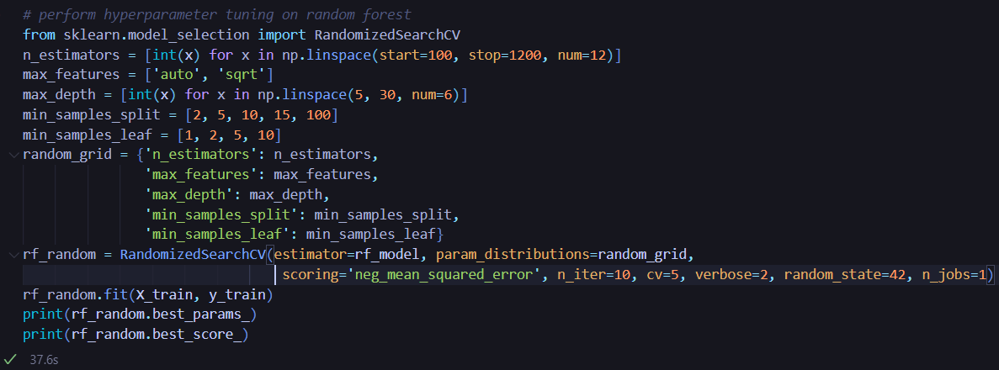 # perform hyperparameter tuning on random forest
from sklearn.model_selection import RandomizedSearchCV
n_estimators = [int(x) for x in np.linspace(start=100, stop=1200, num=12)]
max_features = ['auto', 'sqrt']
max_depth = [int(x) for x in np.linspace(5, 30, num=6)]
min_samples_split = [2, 5, 10, 15, 100]
min_samples_leaf = [1, 2, 5, 10]
random_grid = {'n_estimators': n_estimators,
               'max_features': max_features,
               'max_depth': max_depth,
               'min_samples_split': min_samples_split,
               'min_samples_leaf': min_samples_leaf}
rf_random = RandomizedSearchCV(estimator=rf_model, param_distributions=random_grid,
                                scoring='neg_mean_squared_error', n_iter=10, cv=5, verbose=2, random_state=42, n_jobs=1)
rf_random.fit(X_train, y_train)
print(rf_random.best_params_)
print(rf_random.best_score_)
37.6s